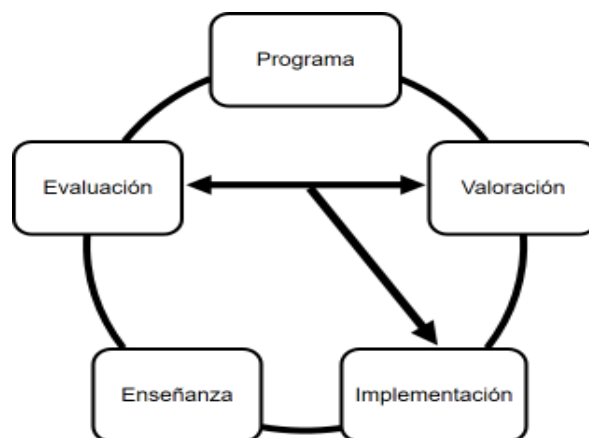 Programa
Evaluación
Valoración
Enseñanza
Implementación